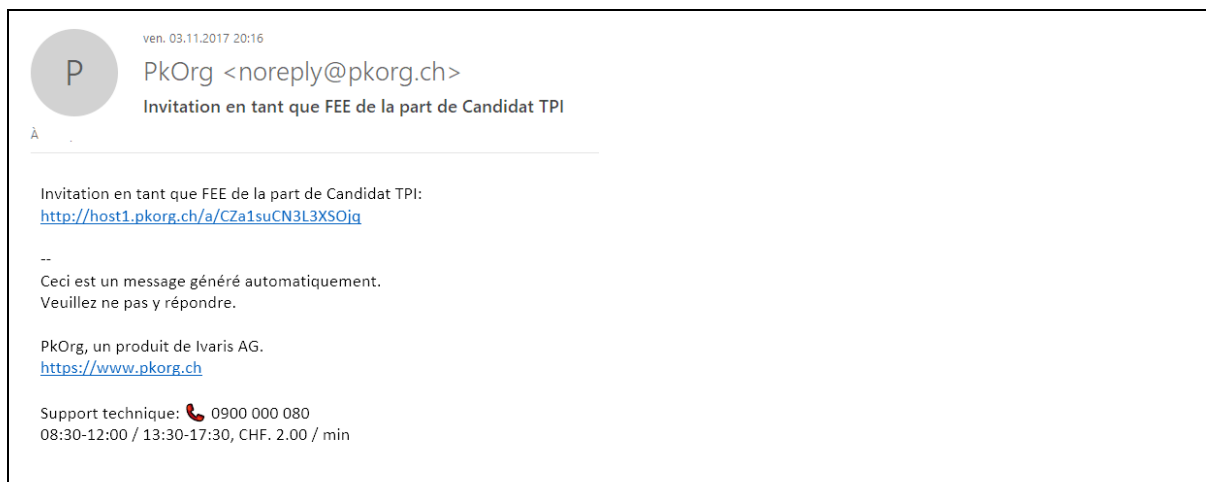 P
ven. 03.11.2017 20:16
PkOrg <noreply@pkorg.ch>
Invitation en tant que FEE de la part de Candidat TPI
À
Invitation en tant que FEE de la part de Candidat TPI:
http://host1.pkorg.ch/a/CZa1suCN3L3XSOjq
--
Ceci est un message généré automatiquement.
Veuillez ne pas y répondre.
PkOrg, un produit de Ivaris AG.
https://www.pkorg.ch
Support technique: 📞 0900 000 080
08:30-12:00 / 13:30-17:30, CHF. 2.00 / min